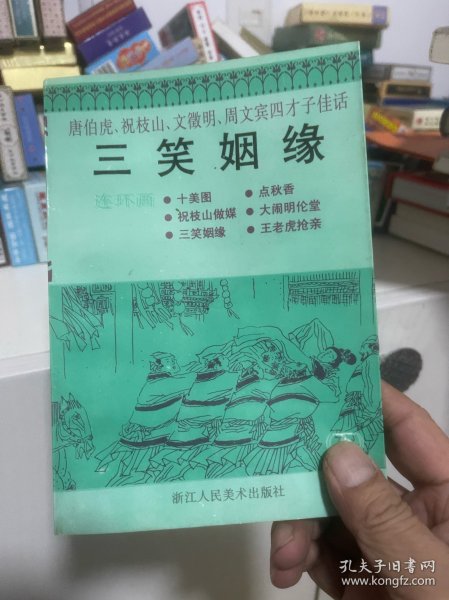 唐伯虎、祝枝山、文徵明、周文宾四才子佳话
三笑姻缘
连环画
● 十美图
● 祝枝山做媒
● 三笑姻缘
● 点秋香
● 大闹明伦堂
● 王老虎抢亲
浙江人民美术出版社
孔夫子旧书网
www.kongfz.com